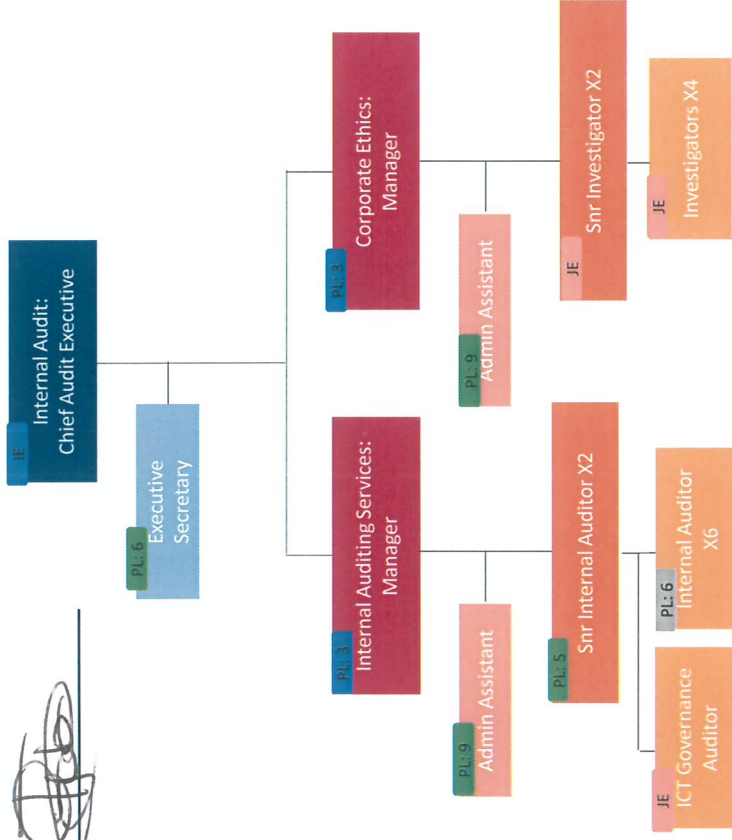 JE
Internal Audit:
Chief Audit Executive
PL: 6
Executive
Secretary
PL: 3
Internal Auditing Services:
Manager
PL: 3
Corporate Ethics:
Manager
PL: 9
Admin Assistant
PL: 9
Admin Assistant
PL: 5
Snr Internal Auditor X2
JE
Snr Investigator X2
JE
ICT Governance
Auditor
PL: 6
Internal Auditor
X6
JE
Investigators X4